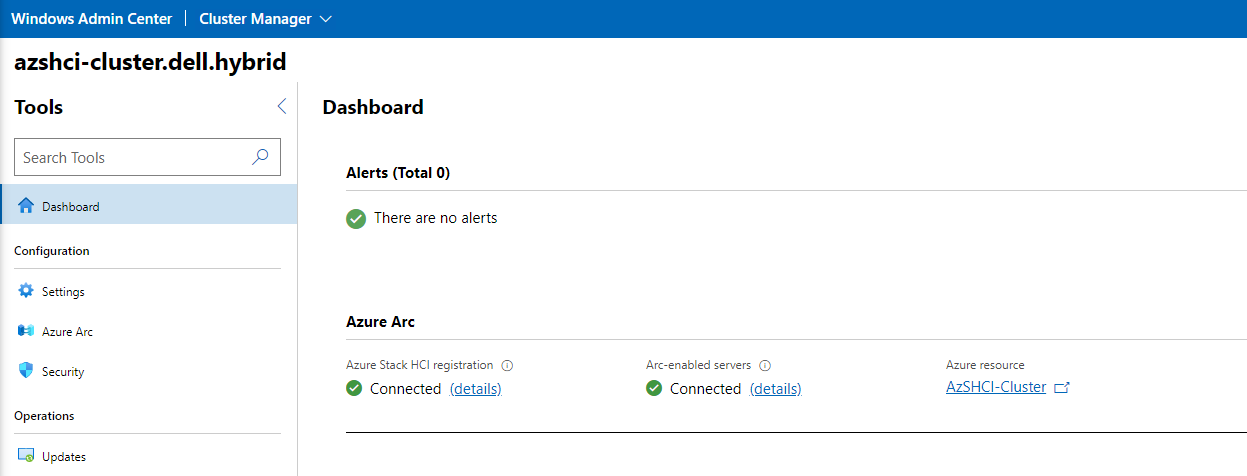 Windows Admin Center | Cluster Manager
azshci-cluster.dell.hybrid
Tools
Search Tools
Dashboard
Configuration
Settings
Azure Arc
Security
Operations
Updates
Dashboard
Alerts (Total 0)
There are no alerts
Azure Arc
Azure Stack HCI registration
Connected (details)
Arc-enabled servers
Connected (details)
Azure resource
AzSHCI-Cluster